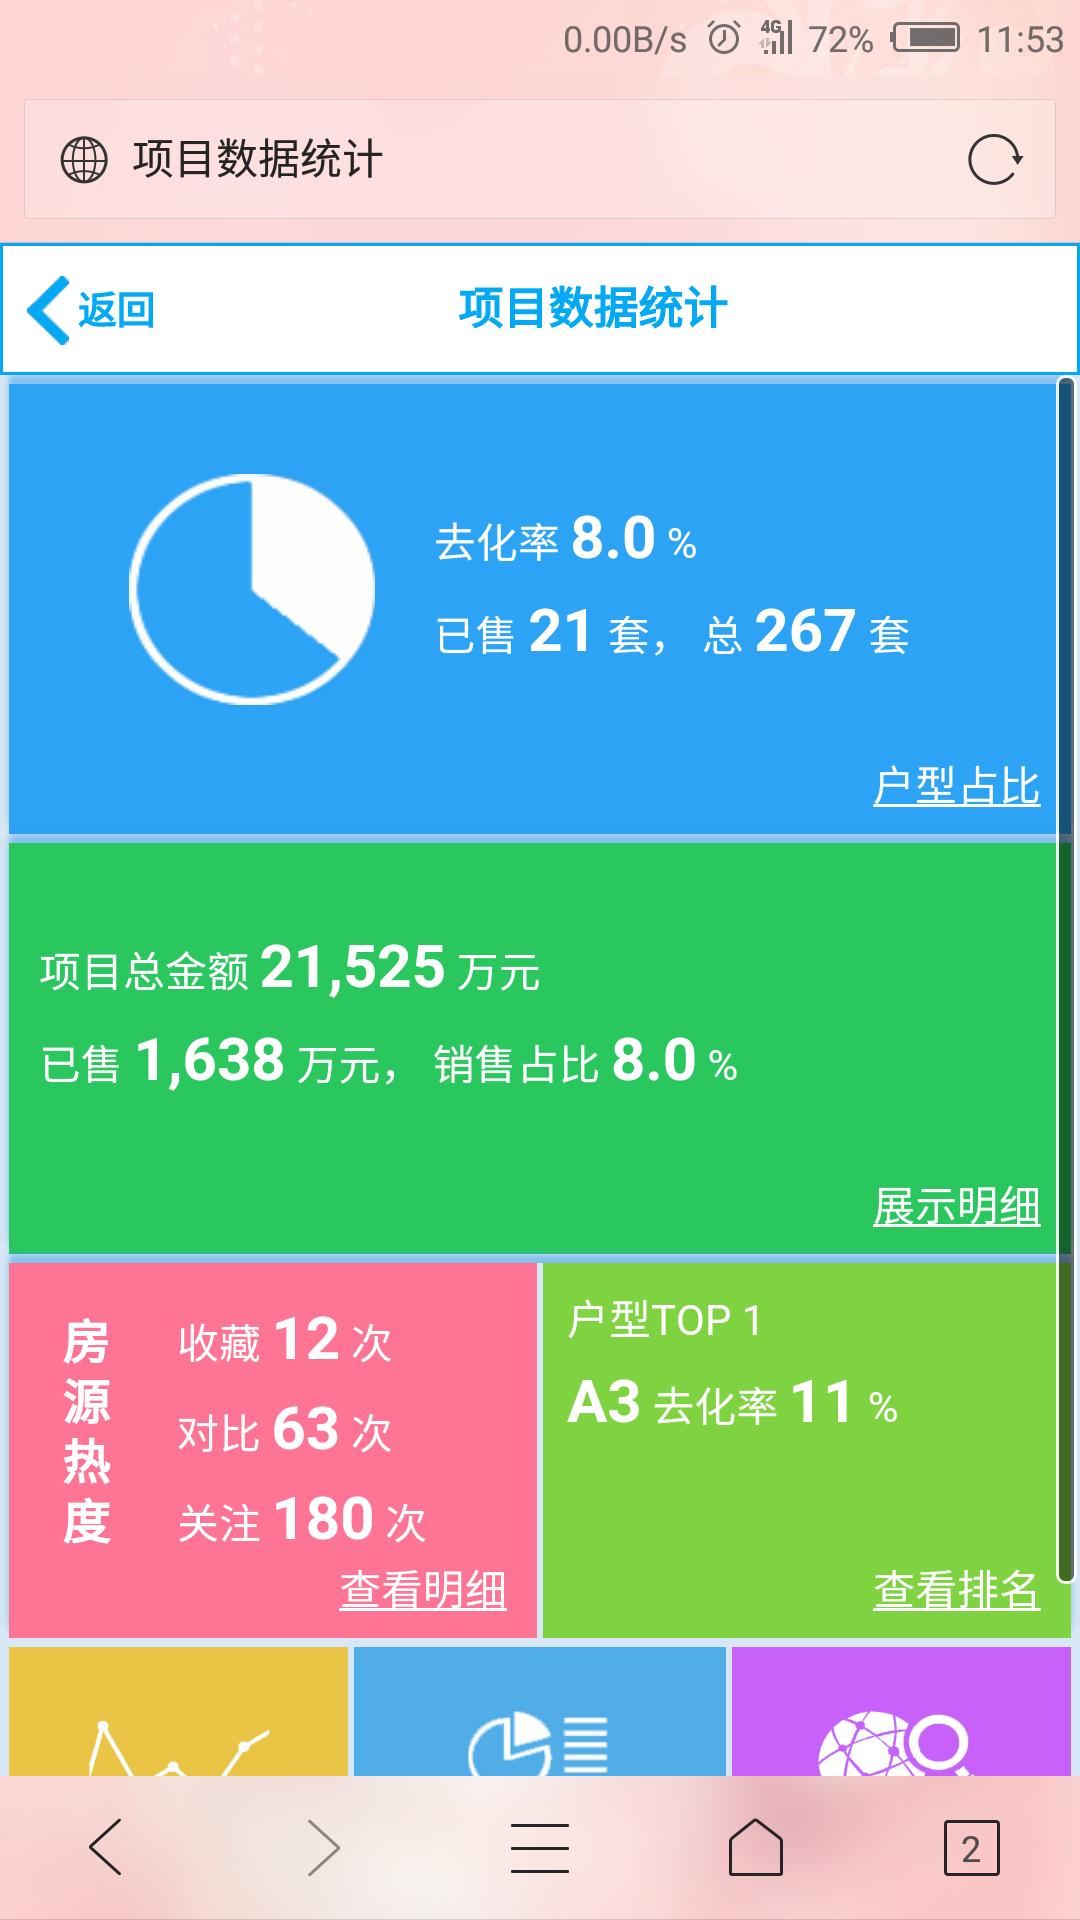 0.00B/s 4G 72% 11:53
项目数据统计
返回 项目数据统计
去化率 8.0 %
已售 21 套， 总 267 套
户型占比
项目总金额 21,525 万元
已售 1,638 万元， 销售占比 8.0 %
展示明细
房源热度
收藏 12 次
对比 63 次
关注 180 次
查看明细
户型TOP 1
A3 去化率 11 %
查看排名
2